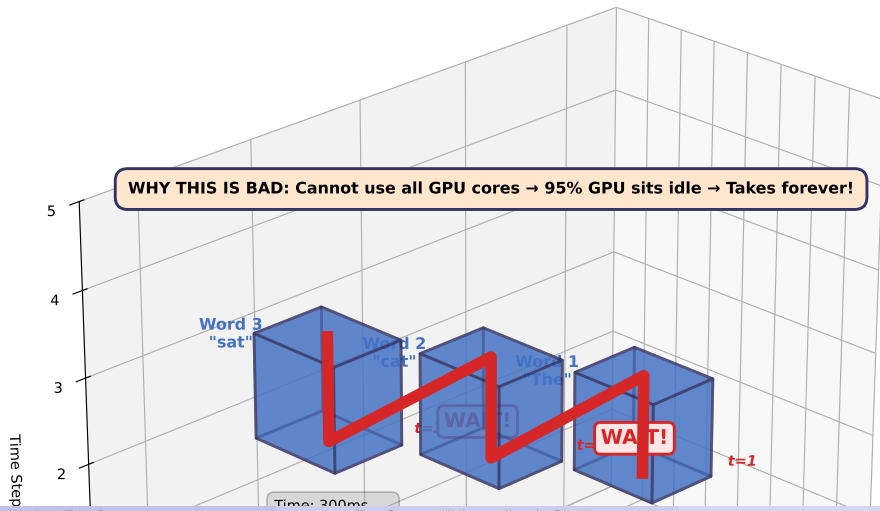 WHY THIS IS BAD: Cannot use all GPU cores → 95% GPU sits idle → Takes forever!
5
4
3
2
Time Step
Word 3
"sat"
Word 2
"cat"
Word 1
"The"
t=
WAIT!
t=
WAIT!
t=1
Time: 300ms